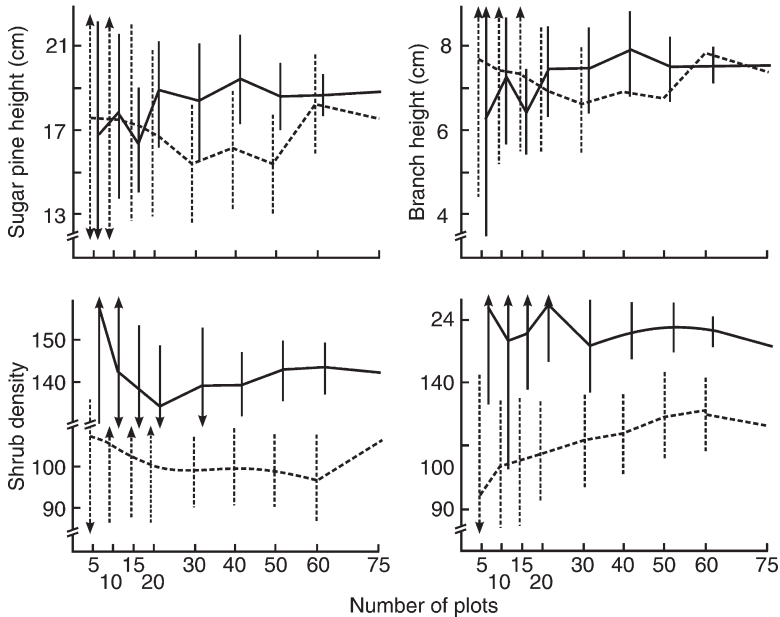 Sugar pine height (cm)
21
17
13
Branch height (cm)
8
6
4
Shrub density
150
140
100
90
5 10 15 20 30 40 50 60 75
24
140
100
90
5 10 15 20 30 40 50 60 75
Number of plots